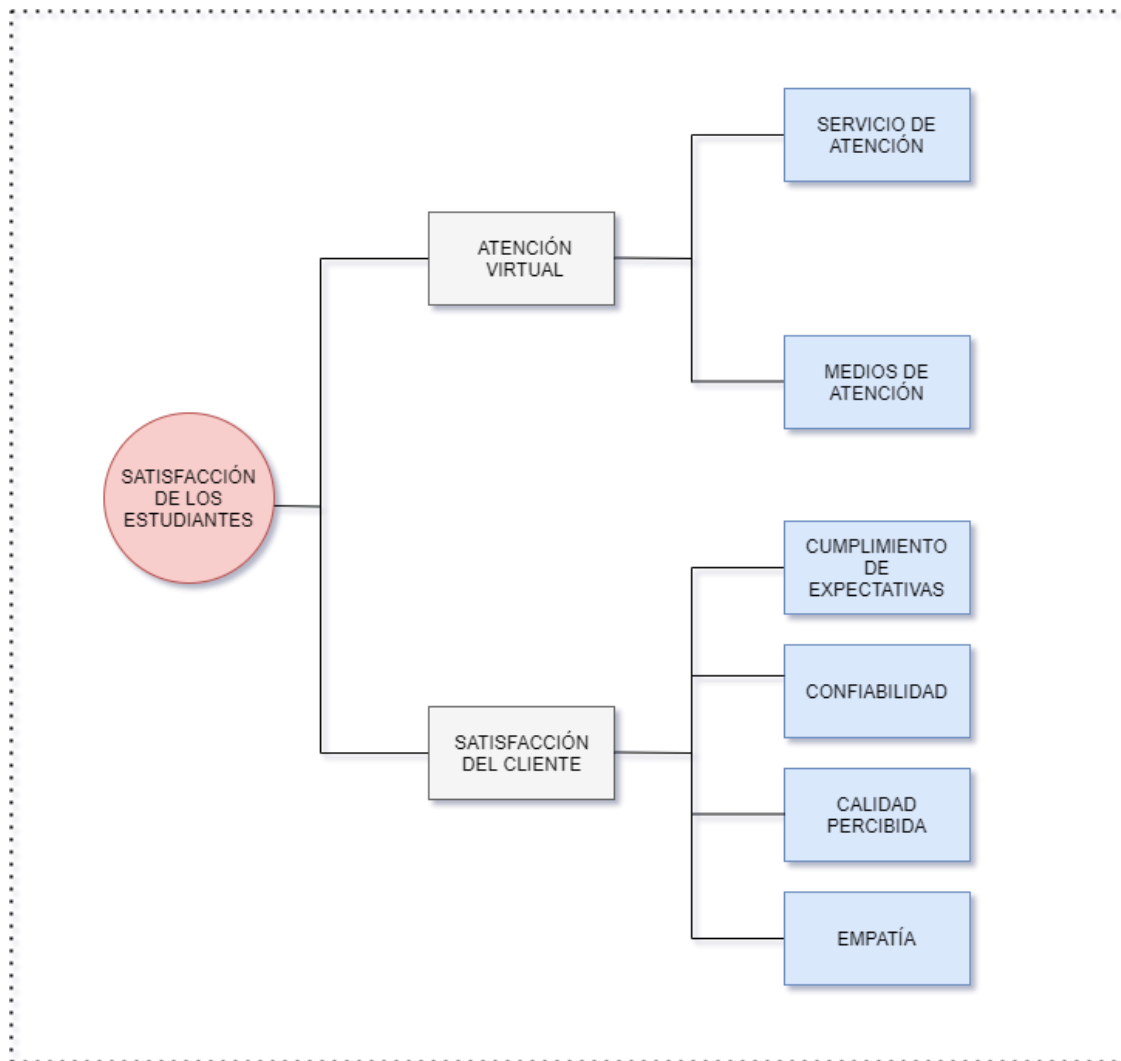 SERVICIO DE
ATENCIÓN
ATENCIÓN
VIRTUAL
MEDIOS DE
ATENCIÓN
SATISFACCIÓN
DE LOS
ESTUDIANTES
CUMPLIMIENTO
DE
EXPECTATIVAS
CONFIABILIDAD
SATISFACCIÓN
DEL CLIENTE
CALIDAD
PERCIBIDA
EMPATÍA